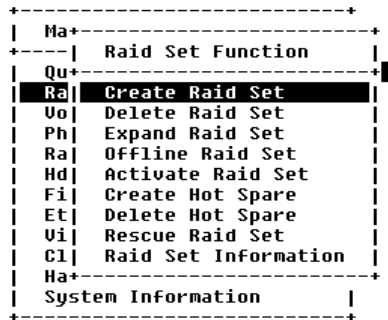 Ma
Raid Set Function
Qu
Ra Create Raid Set
Vo Delete Raid Set
Ph Expand Raid Set
Ra Offline Raid Set
Hd Activate Raid Set
Fi Create Hot Spare
Et Delete Hot Spare
Vi Rescue Raid Set
Cl Raid Set Information
Ha
System Information